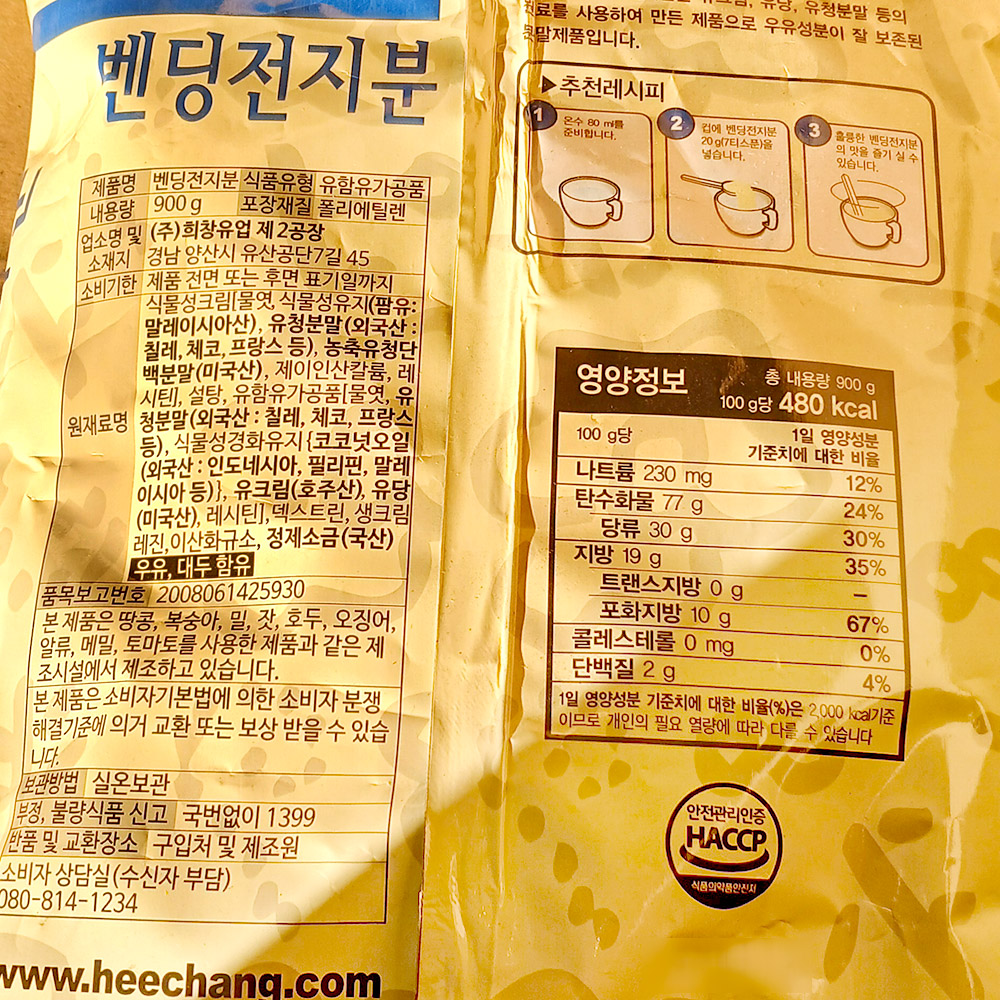 벤딩전지분
제품명 벤딩전지분 식품유형 유함유가공품
내용량 900 g 포장재질 폴리에틸렌
업소명 및 소재지 (주)희창유업 제2공장
경남 양산시 유산공단7길 45
소비기한 제품 전면 또는 후면 표기일까지
원재료명
식물성크림[물엿, 식물성유지(팜유:
말레이시아산), 유청분말(외국산:
칠레, 체코, 프랑스 등), 농축유청단
백분말(미국산), 제이인산칼륨, 레
시틴], 설탕, 유함유가공품[물엿, 유
청분말(외국산: 칠레, 체코, 프랑스
등), 식물성경화유지{코코넛오일
(외국산: 인도네시아, 필리핀, 말레
이시아 등)}, 유크림(호주산), 유당
(미국산), 레시틴], 덱스트린, 생크림
레진, 이산화규소, 정제소금(국산)
우유, 대두 함유
품목보고번호 2008061425930
본 제품은 땅콩, 복숭아, 밀, 잣, 호두, 오징어,
알류, 메밀, 토마토를 사용한 제품과 같은 제
조시설에서 제조하고 있습니다.
본 제품은 소비자기본법에 의한 소비자 분쟁
해결기준에 의거 교환 또는 보상 받을 수 있습
니다.
보관방법 실온보관
부정, 불량식품 신고 국번없이 1399
반품 및 교환장소 구입처 및 제조원
소비자 상담실(수신자 부담)
080-814-1234
www.heechang.com
유당, 유청분말 등의
원료를 사용하여 만든 제품으로 우유성분이 잘 보존된
분말제품입니다.
▶추천레시피
1 온수 80 ml를
준비합니다.
2 컵에 벤딩전지분
20 g(7티스푼)을
넣습니다.
3 훌륭한 벤딩전지분
의 맛을 즐기실 수
있습니다.
영양정보 총 내용량 900 g
100 g당 480 kcal
100 g당 1일 영양성분
기준치에 대한 비율
나트륨 230 mg 12%
탄수화물 77 g 24%
당류 30 g 30%
지방 19 g 35%
트랜스지방 0 g –
포화지방 10 g 67%
콜레스테롤 0 mg 0%
단백질 2 g 4%
1일 영양성분 기준치에 대한 비율(%)은 2,000 kcal기준
이므로 개인의 필요 열량에 따라 다를 수 있습니다
안전관리인증
HACCP
식품의약품안전처